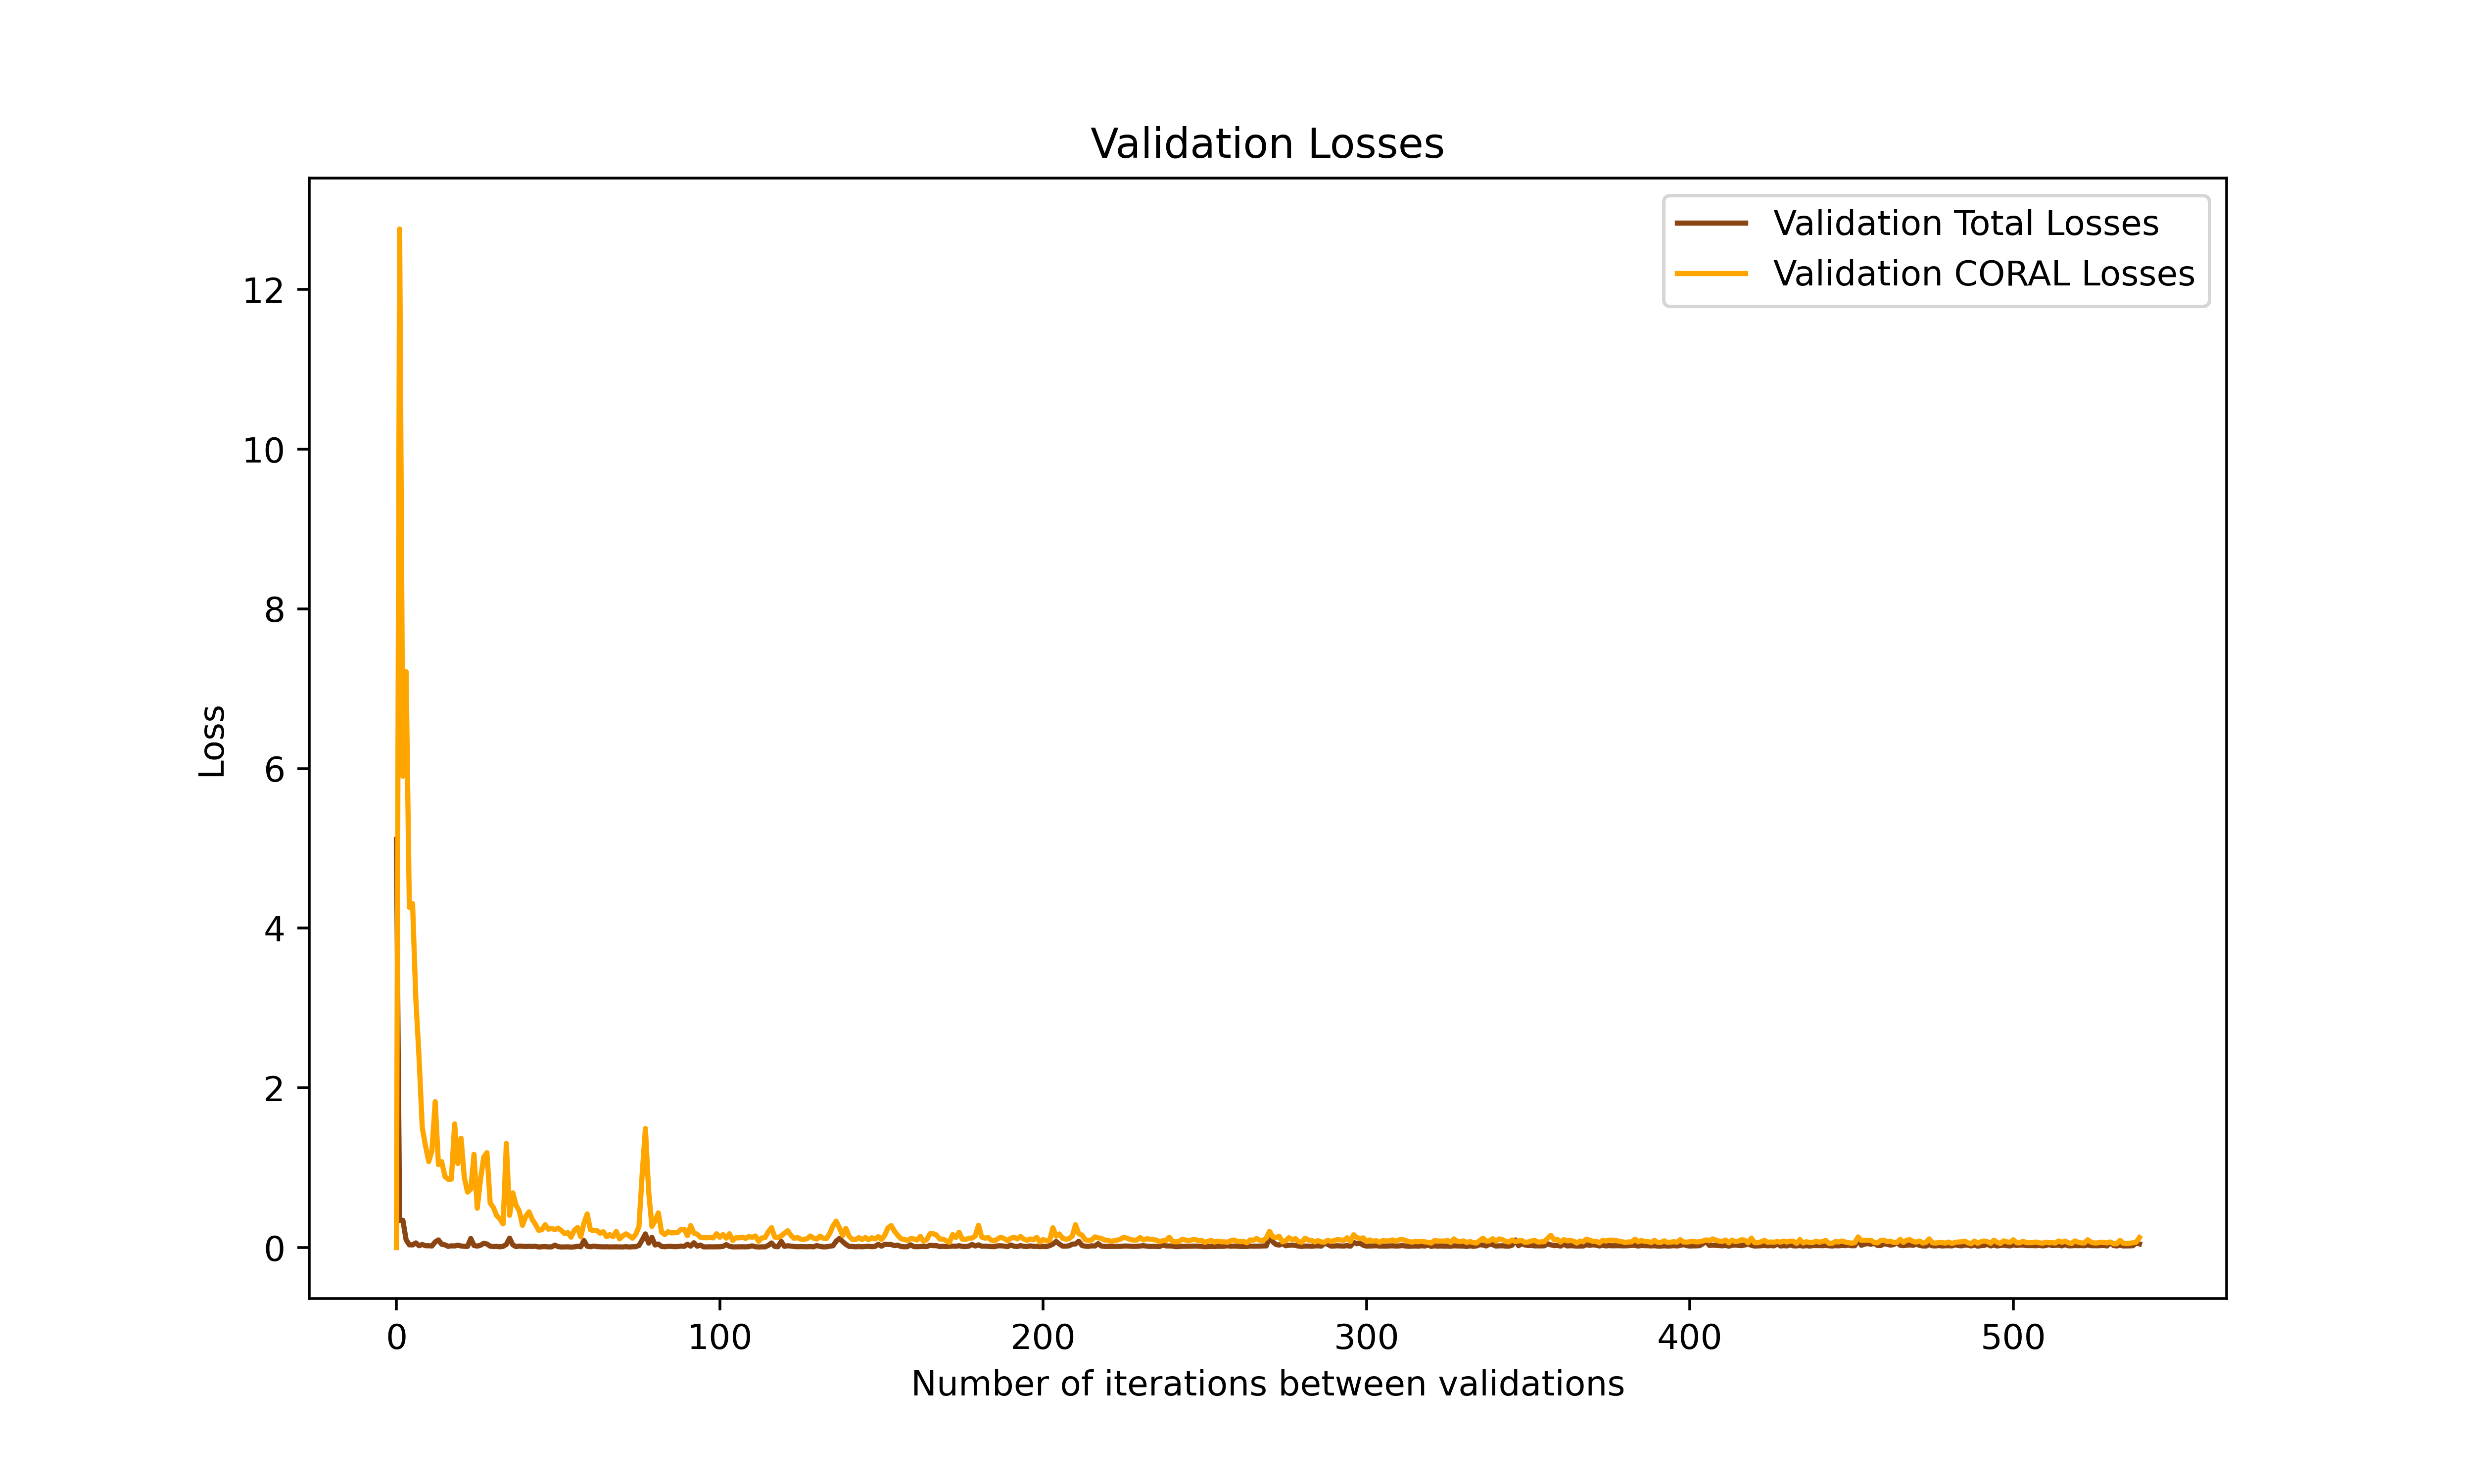 Validation Losses
Validation Total Losses
Validation CORAL Losses
12
10
8
6
4
2
0
Loss
0 100 200 300 400 500
Number of iterations between validations